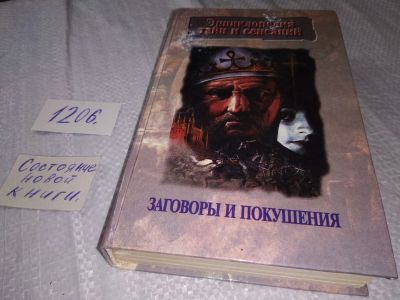 Энциклопедия
тайн и сенсаций
ЗАГОВОРЫ И ПОКУШЕНИЯ
1206.
Состояние
новой
книги.